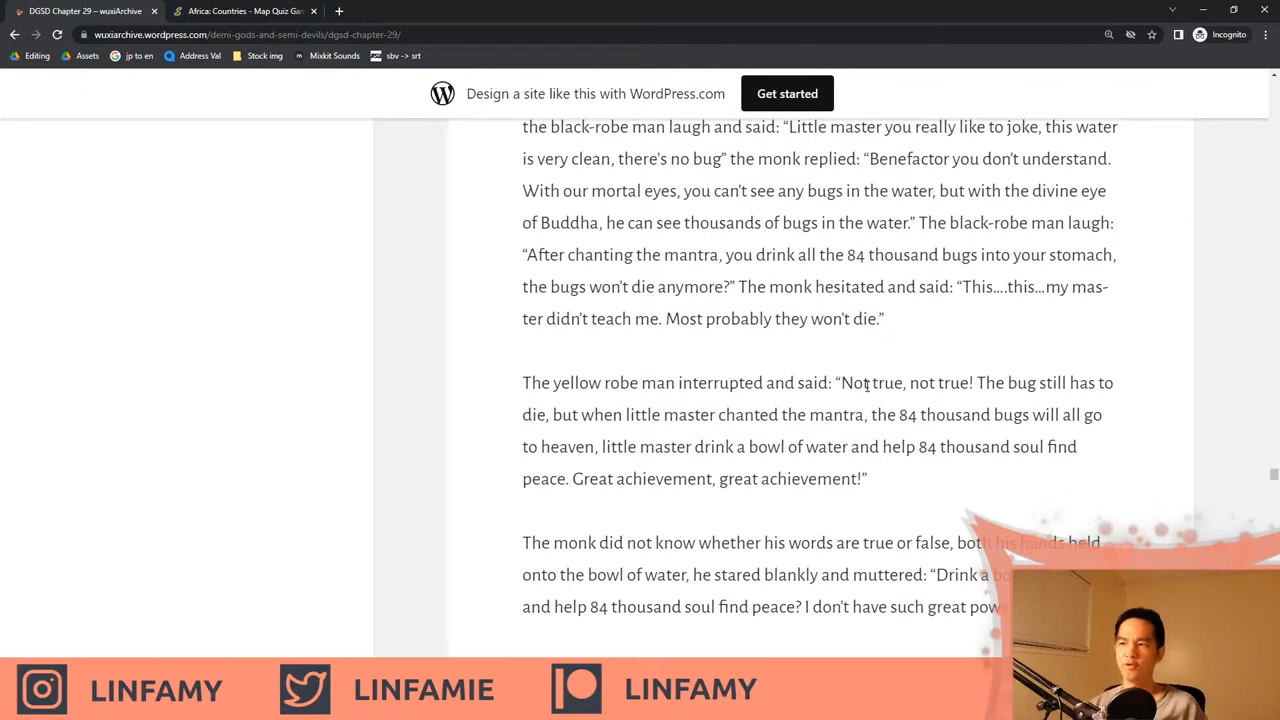 DGSD Chapter 29 – wuxiArchive
Africa: Countries - Map Quiz Gam
wuxiarchive.wordpress.com/demi-gods-and-semi-devils/dgsd-chapter-29/
Incognito
Editing
Assets
jp to en
Address Val
Stock img
Mixkit Sounds
sbv -> srt
Design a site like this with WordPress.com
Get started
the black-robe man laugh and said: “Little master you really like to joke, this water
is very clean, there’s no bug” the monk replied: “Benefactor you don’t understand.
With our mortal eyes, you can’t see any bugs in the water, but with the divine eye
of Buddha, he can see thousands of bugs in the water.” The black-robe man laugh:
“After chanting the mantra, you drink all the 84 thousand bugs into your stomach,
the bugs won’t die anymore?” The monk hesitated and said: “This….this…my mas-
ter didn’t teach me. Most probably they won’t die.”
The yellow robe man interrupted and said: “Not true, not true! The bug still has to
die, but when little master chanted the mantra, the 84 thousand bugs will all go
to heaven, little master drink a bowl of water and help 84 thousand soul find
peace. Great achievement, great achievement!”
The monk did not know whether his words are true or false, both his hands held
onto the bowl of water, he stared blankly and muttered: “Drink a
and help 84 thousand soul find peace? I don’t have such great
LINFAMY
LINFAMIE
LINFAMY